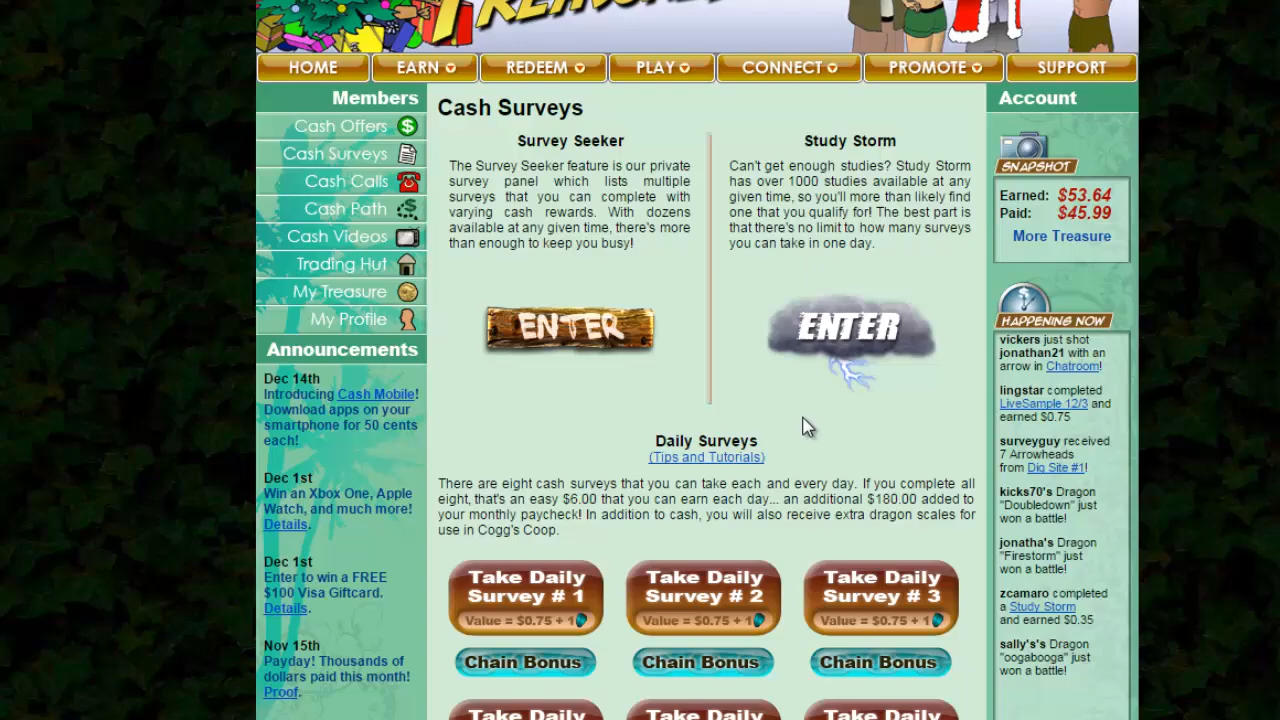 HOME EARN REDEEM PLAY CONNECT PROMOTE SUPPORT
Members
Cash Offers
Cash Surveys
Cash Calls
Cash Path
Cash Videos
Trading Hut
My Treasure
My Profile
Announcements
Dec 14th
Introducing Cash Mobile!
Download apps on your
smartphone for 50 cents
each!
Dec 1st
Win an Xbox One, Apple
Watch, and much more!
Details.
Dec 1st
Enter to win a FREE
$100 Visa Giftcard.
Details.
Nov 15th
Payday! Thousands of
dollars paid this month!
Proof.
Cash Surveys
Survey Seeker
The Survey Seeker feature is our private
survey panel which lists multiple
surveys that you can complete with
varying cash rewards. With dozens
available at any given time, there's more
than enough to keep you busy!
ENTER
Study Storm
Can't get enough studies? Study Storm
has over 1000 studies available at any
given time, so you'll more than likely find
one that you qualify for! The best part is
that there's no limit to how many surveys
you can take in one day.
ENTER
Daily Surveys
(Tips and Tutorials)
There are eight cash surveys that you can take each and every day. If you complete all
eight, that's an easy $6.00 that you can earn each day... an additional $180.00 added to
your monthly paycheck! In addition to cash, you will also receive extra dragon scales for
use in Cogg's Coop.
Take Daily
Survey # 1
Value = $0.75 + 1
Chain Bonus
Take Daily
Survey # 2
Value = $0.75 + 1
Chain Bonus
Take Daily
Survey # 3
Value = $0.75 + 1
Chain Bonus
Take Daily
Take Daily
Take Daily
Account
SNAPSHOT
Earned: $53.64
Paid: $45.99
More Treasure
HAPPENING NOW
vickers just shot
jonathan21 with an
arrow in Chatroom!
lingstar completed
LiveSample 12/3 and
earned $0.75
surveyguy received
7 Arrowheads
from Dig Site #1!
kicks70's Dragon
"Doubledown" just
won a battle!
jonatha's Dragon
"Firestorm" just
won a battle!
zcamaro completed
a Study Storm
and earned $0.35
sally's's Dragon
"oogabooga" just
won a battle!